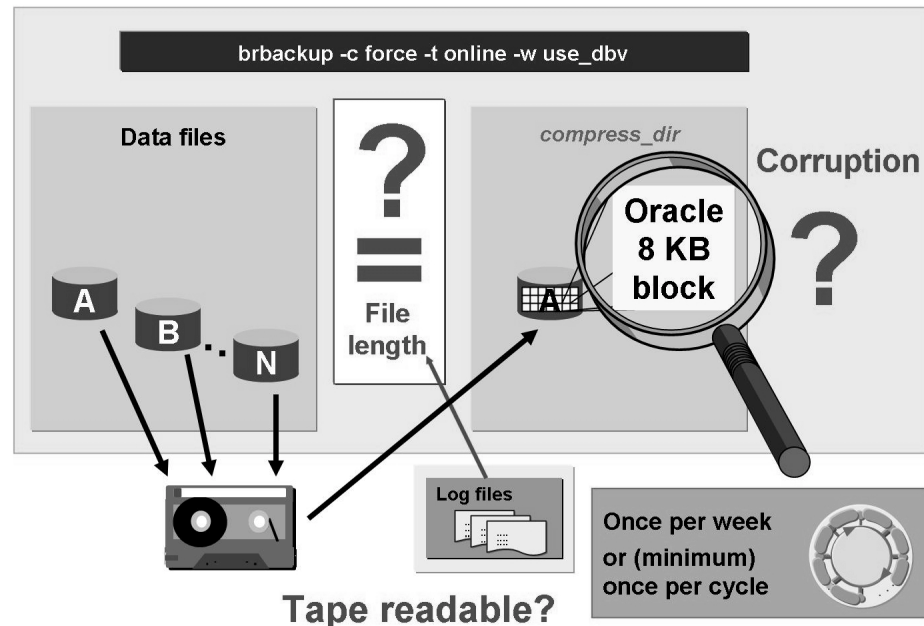 brbackup -c force -t online -w use_dbv
Data files
A
B
..
N
?
=
File
length
compress_dir
A
Oracle
8 KB
block
Corruption
?
Log files
Tape readable?
Once per week
or (minimum)
once per cycle